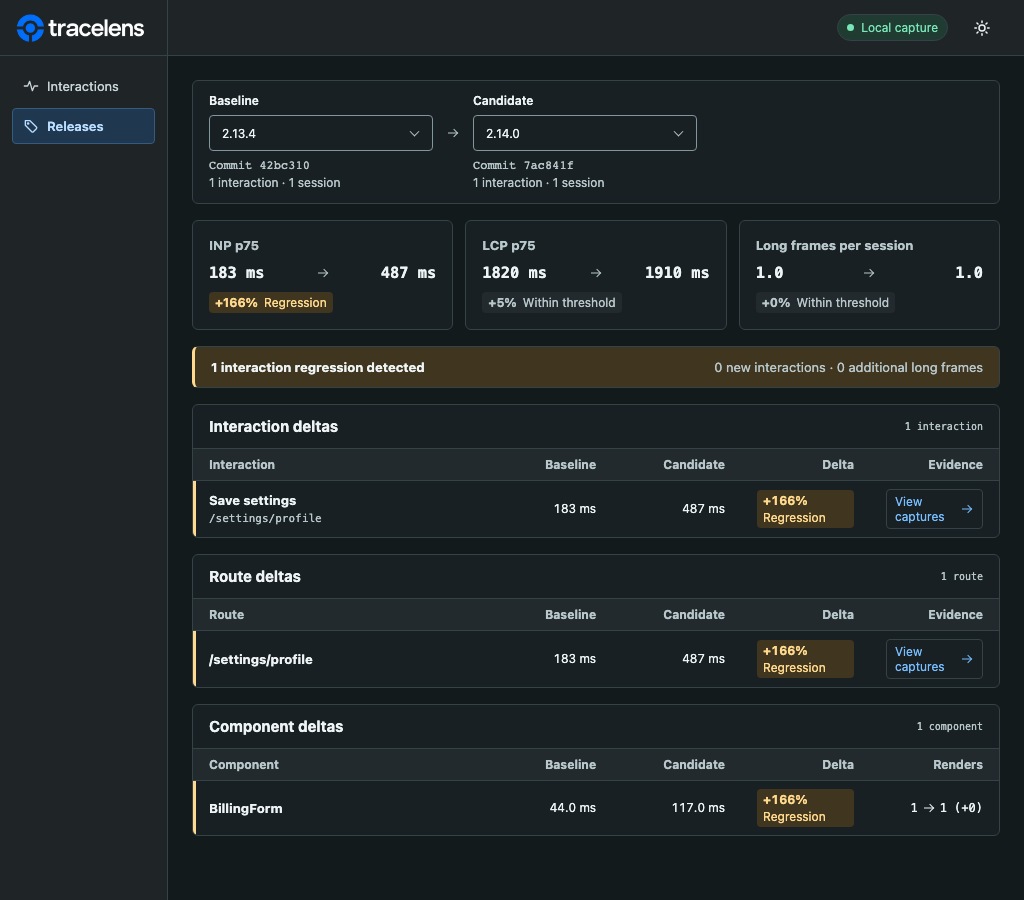 tracelens
Local capture
Interactions
Releases
Baseline
Candidate
2.13.4
→
2.14.0
Commit 42bc310
Commit 7ac841f
1 interaction · 1 session
1 interaction · 1 session
INP p75
183 ms → 487 ms
+166% Regression
LCP p75
1820 ms → 1910 ms
+5% Within threshold
Long frames per session
1.0 → 1.0
+0% Within threshold
1 interaction regression detected
0 new interactions · 0 additional long frames
Interaction deltas
1 interaction
Interaction Baseline Candidate Delta Evidence
Save settings
/settings/profile
183 ms
487 ms
+166%
Regression
View
captures →
Route deltas
1 route
Route Baseline Candidate Delta Evidence
/settings/profile
183 ms
487 ms
+166%
Regression
View
captures →
Component deltas
1 component
Component Baseline Candidate Delta Renders
BillingForm
44.0 ms
117.0 ms
+166%
Regression
1 → 1 (+0)